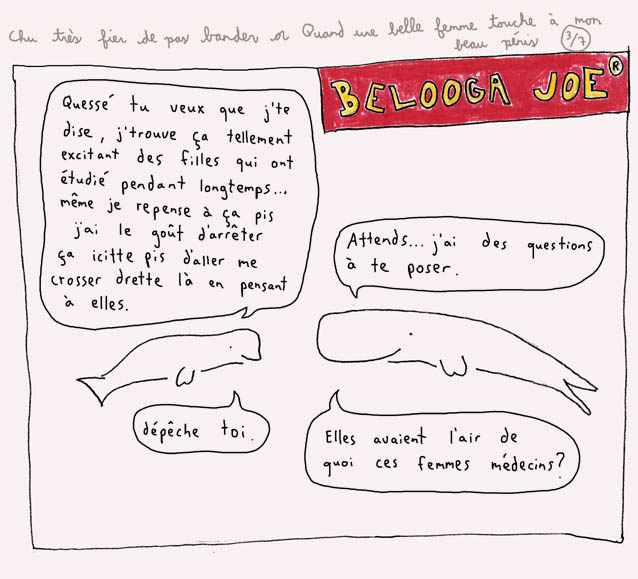 Chu très fier de pas bander or Quand une belle femme touche à mon
beau pénis 3/7
BELOOGA JOE®
Quessé tu veux que j'te
dise, j'trouve ça tellement
excitant des filles qui ont
étudié pendant longtemps...
même je repense à ça pis
j'ai le goût d'arrêter
ça icitte pis d'aller me
crosser drette là en pensant
à elles.
Attends... j'ai des questions
à te poser.
dépêche toi.
Elles avaient l'air de
quoi ces femmes médecins?